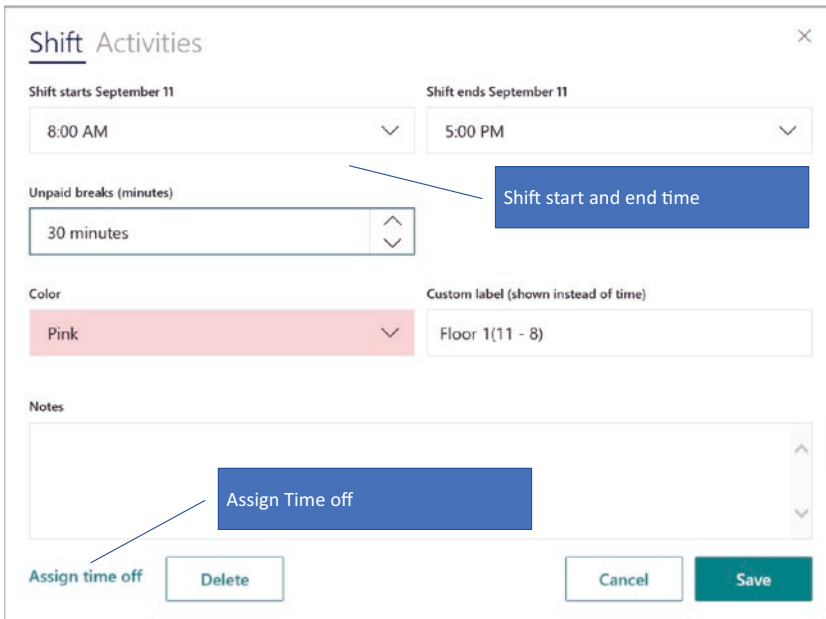 Shift Activities
Shift starts September 11
Shift ends September 11
8:00 AM
5:00 PM
Unpaid breaks (minutes)
Shift start and end time
30 minutes
Color
Custom label (shown instead of time)
Pink
Floor 1(11 - 8)
Notes
Assign Time off
Assign time off
Delete
Cancel
Save